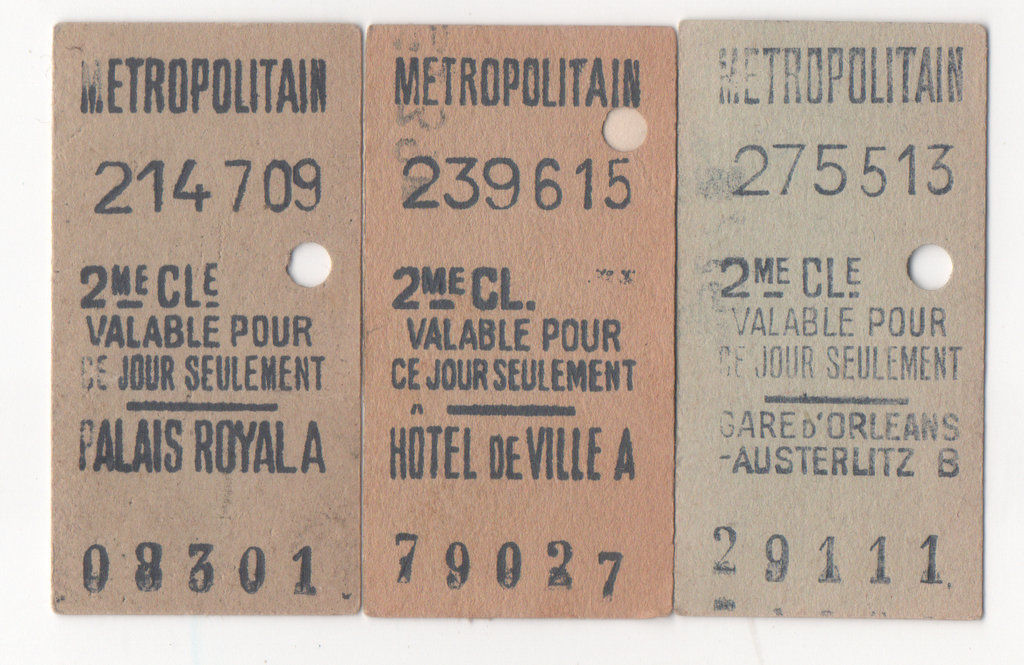 METROPOLITAIN
214709
2ME CLE
VALABLE POUR
CE JOUR SEULEMENT
PALAIS ROYAL A
08301
METROPOLITAIN
239615
2ME CL.
VALABLE POUR
CE JOUR SEULEMENT
HÔTEL DE VILLE A
79027
METROPOLITAIN
275513
2ME CLE
VALABLE POUR
CE JOUR SEULEMENT
GARE D'ORLEANS
-AUSTERLITZ B
29111